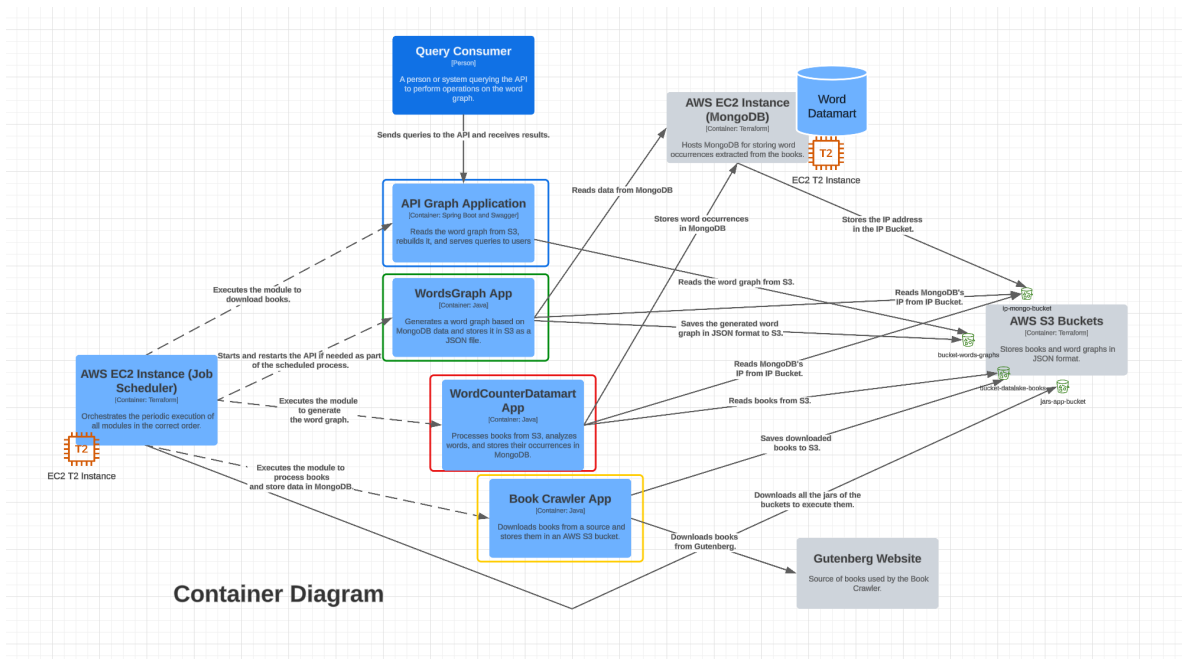 Query Consumer
[Person]
A person or system querying the API
to perform operations on the word
graph.
Sends queries to the API and receives results.
AWS EC2 Instance
(MongoDB)
[Container: Terraform]
Hosts MongoDB for storing word
occurrences extracted from the books.
Word
Datamart
T2
EC2 T2 Instance
Reads data from MongoDB
Stores word occurrences
in MongoDB
Stores the IP address
in the IP Bucket.
API Graph Application
[Container: Spring Boot and Swagger]
Reads the word graph from S3,
rebuilds it, and serves queries to users
Executes the module to
download books.
Reads the word graph from S3.
WordsGraph App
[Container: Java]
Generates a word graph based on
MongoDB data and stores it in S3 as a
JSON file.
Reads MongoDB's
IP from IP Bucket.
Saves the generated word
graph in JSON format to S3.
ip-mongo-bucket
AWS S3 Buckets
[Container: Terraform]
Stores books and word graphs in
JSON format.
bucket-words-graphs
bucket-datalake-books
jars-app-bucket
Starts and restarts the API if needed as part
of the scheduled process.
AWS EC2 Instance (Job
Scheduler)
[Container: Terraform]
Orchestrates the periodic execution of
all modules in the correct order.
T2
EC2 T2 Instance
Executes the module
to generate
the word graph.
WordCounterDatamart
App
[Container: Java]
Processes books from S3, analyzes
words, and stores their occurrences in
MongoDB.
Reads MongoDB's
IP from IP Bucket.
Reads books from S3.
Saves downloaded
books to S3.
Executes the module to
process books
and store data in MongoDB.
Book Crawler App
[Container: Java]
Downloads books from a source and
stores them in an AWS S3 bucket.
Downloads all the jars of the
buckets to execute them.
Downloads books
from Gutenberg.
Gutenberg Website
Source of books used by the Book
Crawler.
Container Diagram